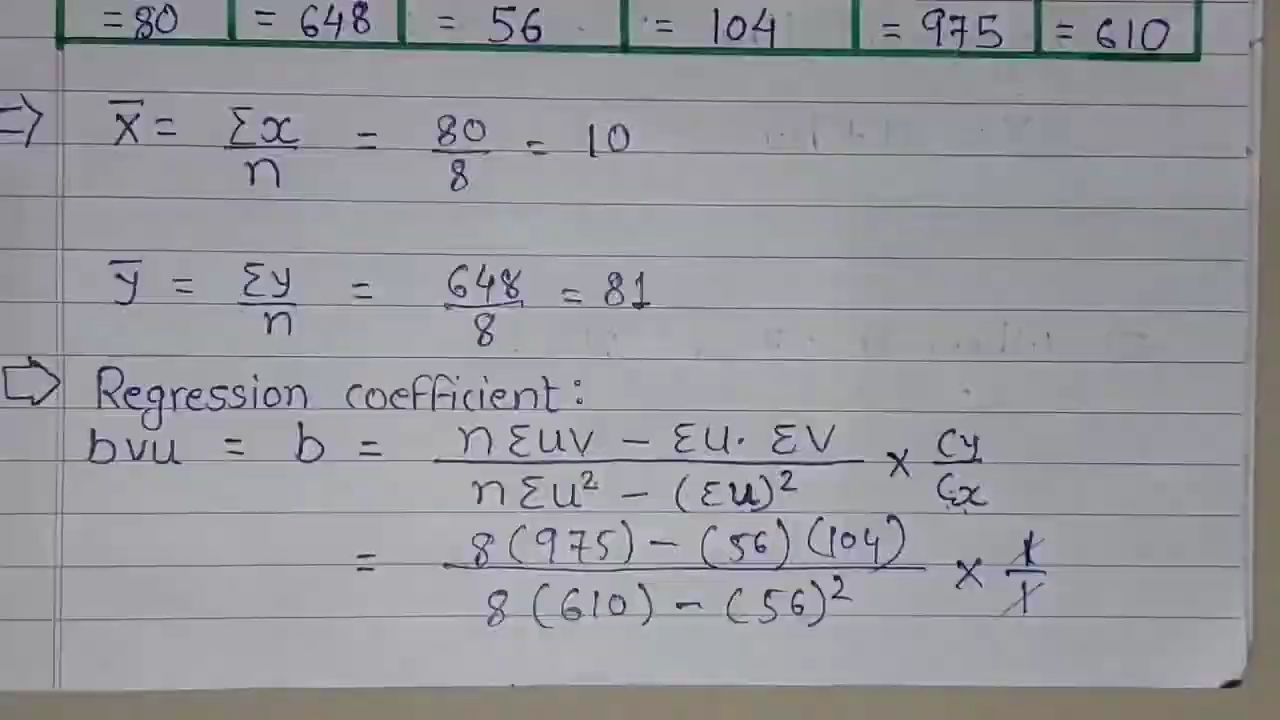 = 80 = 648 = 56 = 104 = 975 = 610
⇒ x̄ = Σx/n = 80/8 = 10
ȳ = Σy/n = 648/8 = 81
⇒ Regression coefficient:
bvu = b = (nΣuv − Σu. Σv)/(nΣu² − (Σu)²) × Cy/Cx
= (8(975) − (56)(104))/(8(610) − (56)²) × 1/1